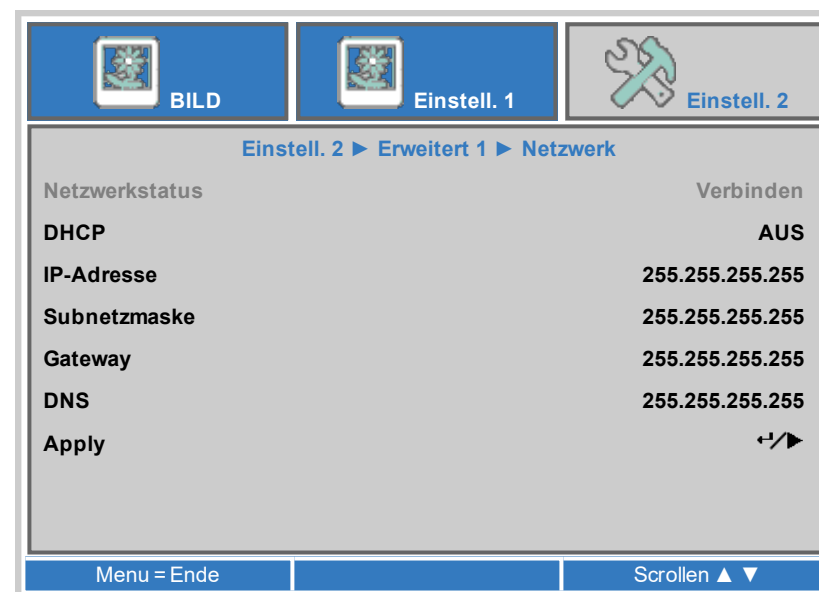 BILD Einstell. 1 Einstell. 2
Einstell. 2 ► Erweitert 1 ► Netzwerk
Netzwerkstatus Verbinden
DHCP AUS
IP-Adresse 255.255.255.255
Subnetzmaske 255.255.255.255
Gateway 255.255.255.255
DNS 255.255.255.255
Apply ↵/►
Menu = Ende Scrollen ▲ ▼